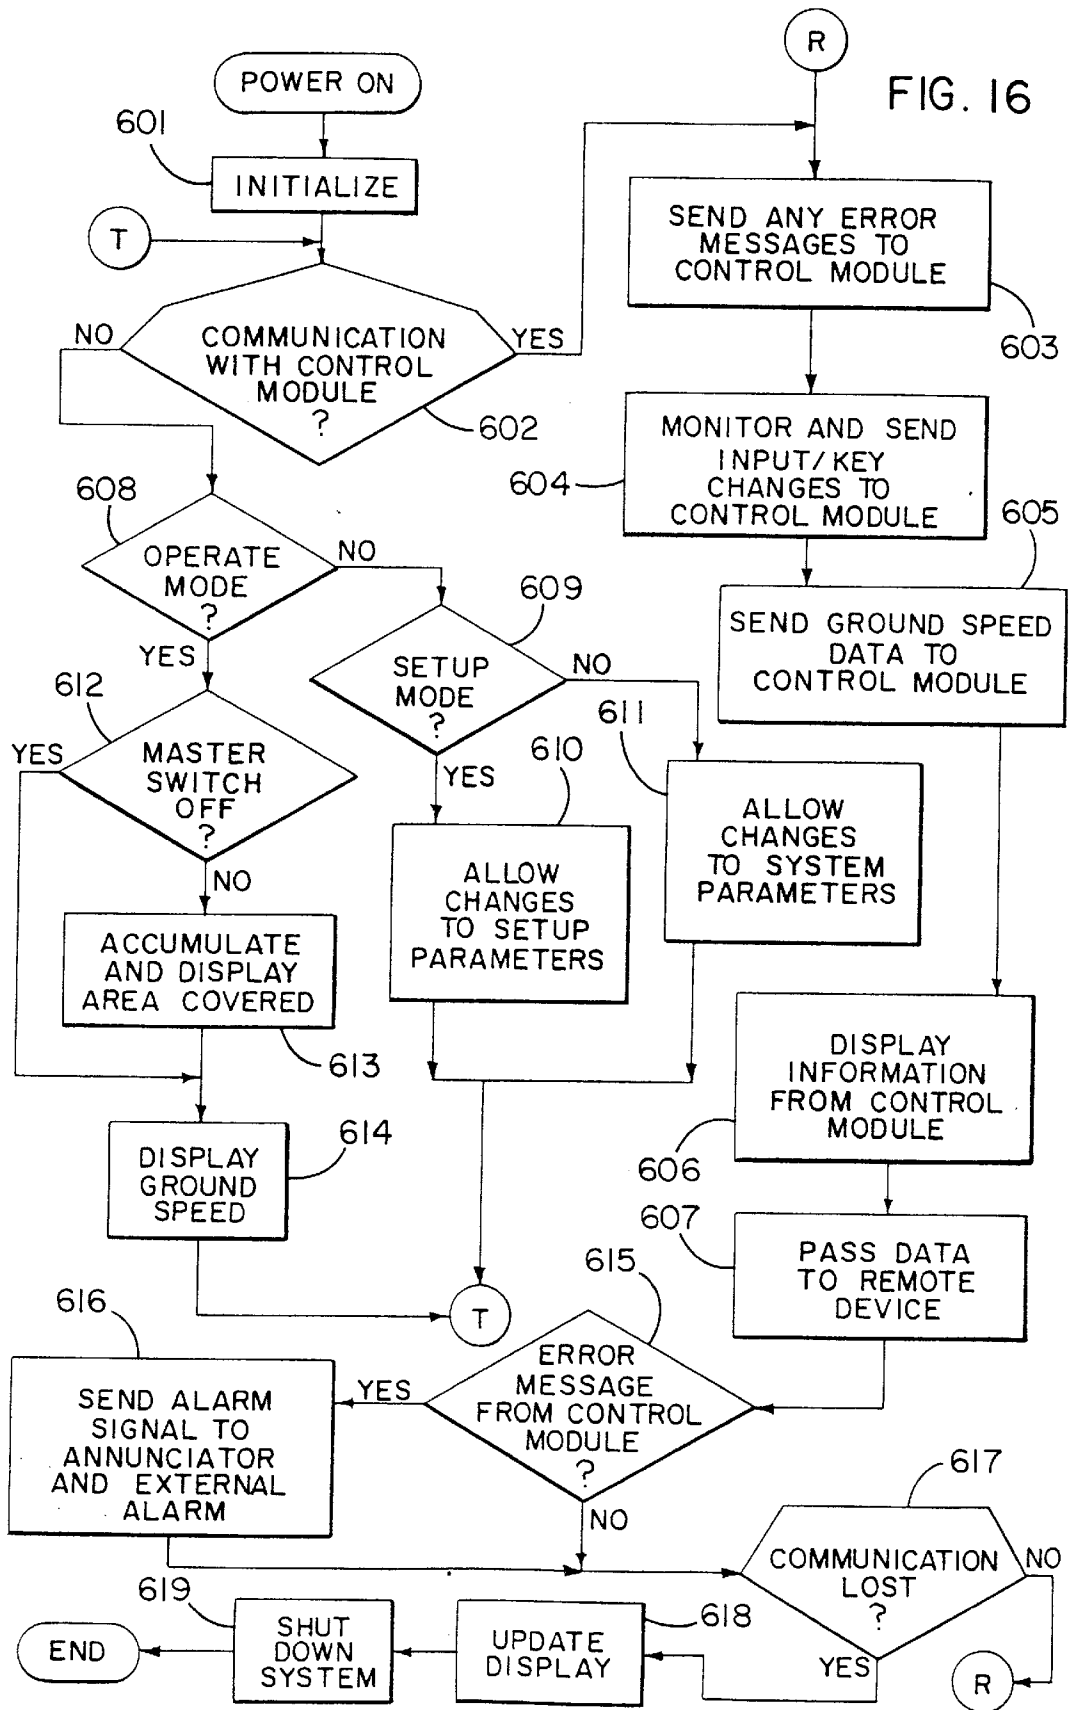 R
POWER ON
FIG. 16
601
INITIALIZE
T
SEND ANY ERROR
MESSAGES TO
CONTROL MODULE
603
NO
COMMUNICATION
WITH CONTROL
MODULE
?
YES
602
MONITOR AND SEND
INPUT/KEY
CHANGES TO
CONTROL MODULE
604
605
608
OPERATE
MODE
?
NO
YES
609
SEND GROUND SPEED
DATA TO
CONTROL MODULE
612
SETUP
MODE
?
NO
YES
611
YES
MASTER
SWITCH
OFF
?
NO
610
ALLOW
CHANGES
TO SYSTEM
PARAMETERS
ALLOW
CHANGES
TO SETUP
PARAMETERS
ACCUMULATE
AND DISPLAY
AREA COVERED
613
DISPLAY
INFORMATION
FROM CONTROL
MODULE
606
614
DISPLAY
GROUND
SPEED
607
PASS DATA
TO REMOTE
DEVICE
615
T
616
ERROR
MESSAGE
FROM CONTROL
MODULE
?
YES
NO
SEND ALARM
SIGNAL TO
ANNUNCIATOR
AND EXTERNAL
ALARM
617
COMMUNICATION
LOST
?
NO
YES
R
618
UPDATE
DISPLAY
619
SHUT
DOWN
SYSTEM
END